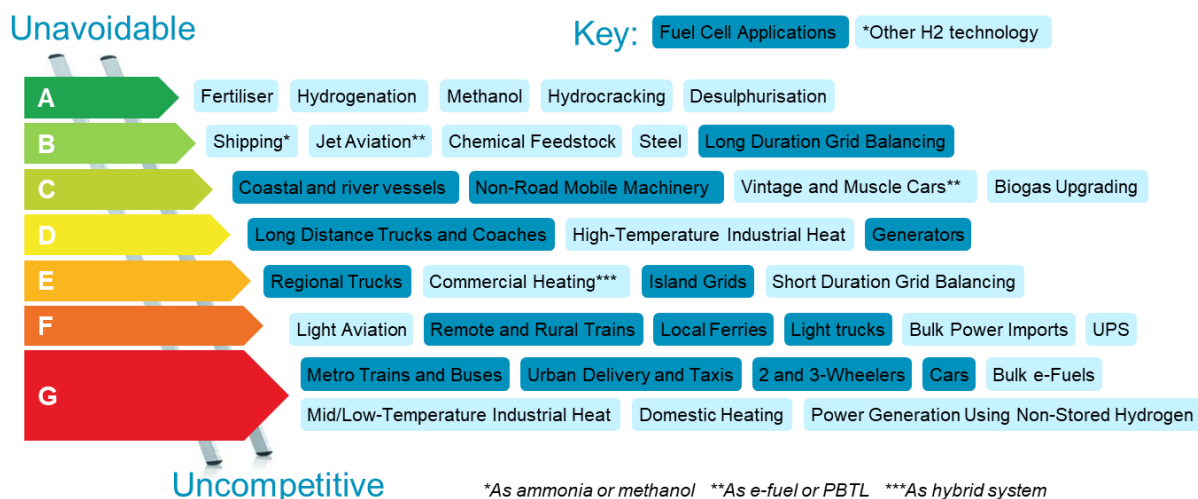 Unavoidable
Key: Fuel Cell Applications *Other H2 technology
A Fertiliser Hydrogenation Methanol Hydrocracking Desulphurisation
B Shipping* Jet Aviation** Chemical Feedstock Steel Long Duration Grid Balancing
C Coastal and river vessels Non-Road Mobile Machinery Vintage and Muscle Cars** Biogas Upgrading
D Long Distance Trucks and Coaches High-Temperature Industrial Heat Generators
E Regional Trucks Commercial Heating*** Island Grids Short Duration Grid Balancing
F Light Aviation Remote and Rural Trains Local Ferries Light trucks Bulk Power Imports UPS
G Metro Trains and Buses Urban Delivery and Taxis 2 and 3-Wheelers Cars Bulk e-Fuels
Mid/Low-Temperature Industrial Heat Domestic Heating Power Generation Using Non-Stored Hydrogen
Uncompetitive
*As ammonia or methanol **As e-fuel or PBTL ***As hybrid system